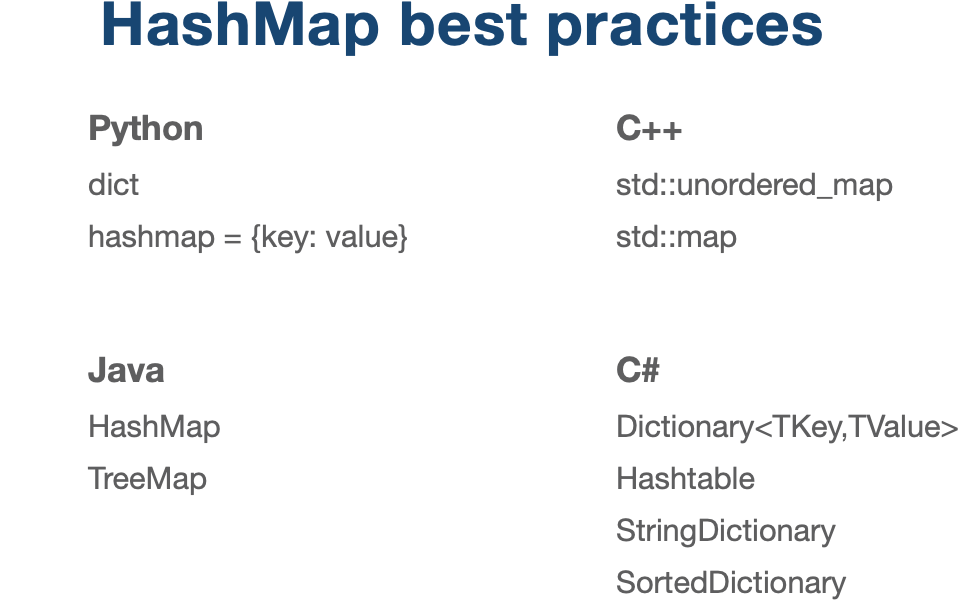 HashMap best practices
Python
dict
hashmap = {key: value}
C++
std::unordered_map
std::map
Java
HashMap
TreeMap
C#
Dictionary<TKey,TValue>
Hashtable
StringDictionary
SortedDictionary